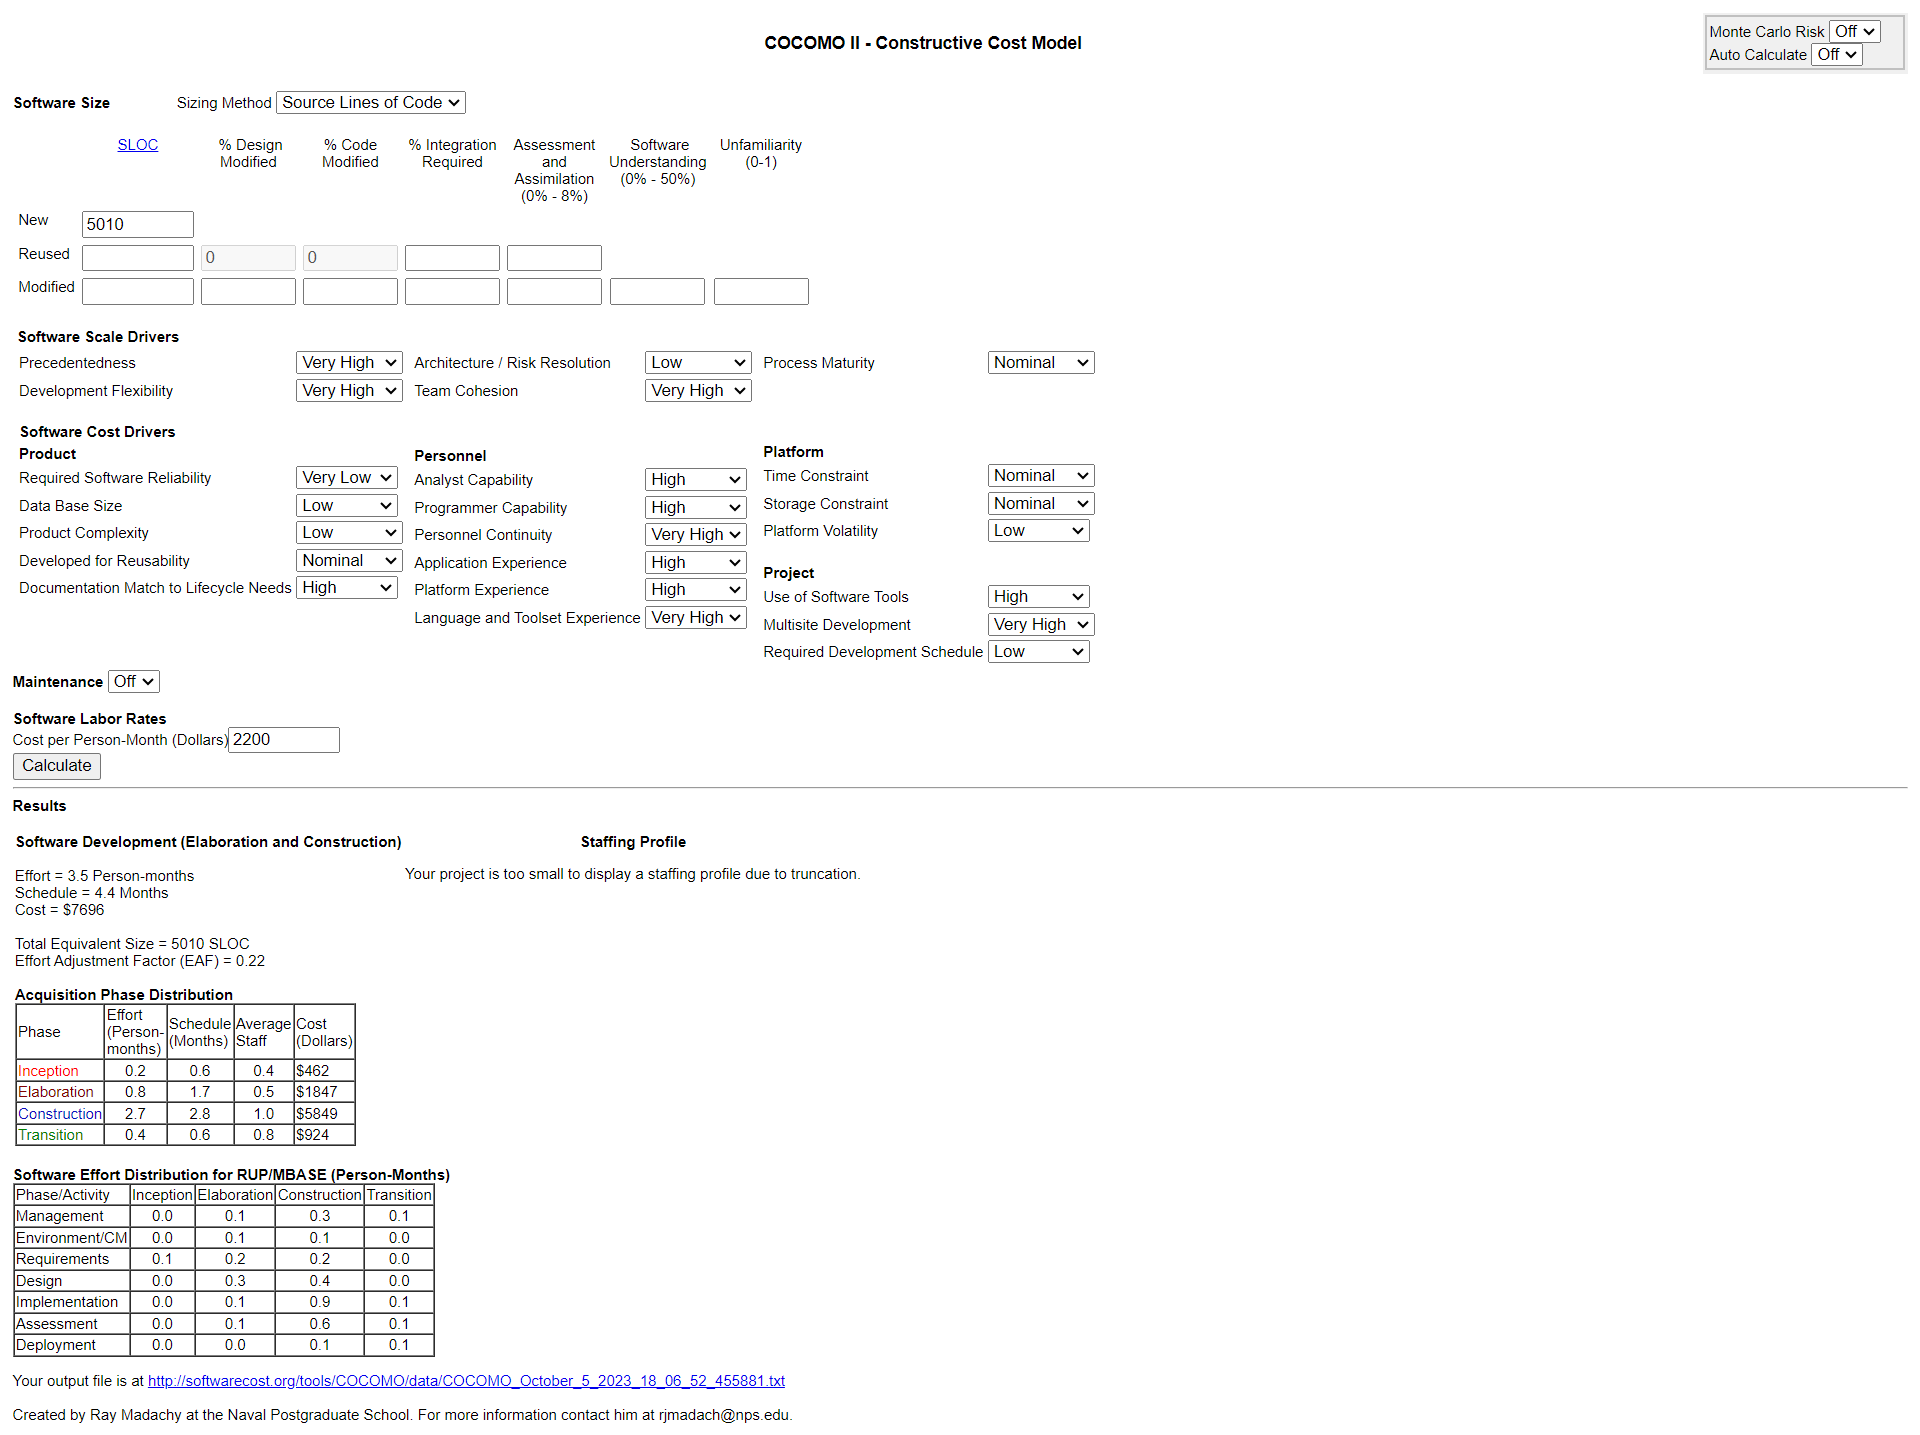 COCOMO II - Constructive Cost Model
Monte Carlo Risk Off
Auto Calculate Off
Software Size Sizing Method Source Lines of Code
SLOC % Design Modified % Code Modified % Integration Required Assessment and Assimilation (0% - 8%) Software Understanding (0% - 50%) Unfamiliarity (0-1)
New 5010
Reused 0 0
Modified
Software Scale Drivers
Precedentedness Very High Architecture / Risk Resolution Low Process Maturity Nominal
Development Flexibility Very High Team Cohesion Very High
Software Cost Drivers
Product
Required Software Reliability Very Low
Data Base Size Low
Product Complexity Low
Developed for Reusability Nominal
Documentation Match to Lifecycle Needs High
Personnel
Analyst Capability High
Programmer Capability High
Personnel Continuity Very High
Application Experience High
Platform Experience High
Language and Toolset Experience Very High
Platform
Time Constraint Nominal
Storage Constraint Nominal
Platform Volatility Low
Project
Use of Software Tools High
Multisite Development Very High
Required Development Schedule Low
Maintenance Off
Software Labor Rates
Cost per Person-Month (Dollars) 2200
Calculate
Results
Software Development (Elaboration and Construction)
Effort = 3.5 Person-months
Schedule = 4.4 Months
Cost = $7696
Total Equivalent Size = 5010 SLOC
Effort Adjustment Factor (EAF) = 0.22
Staffing Profile
Your project is too small to display a staffing profile due to truncation.
Acquisition Phase Distribution
Phase Effort (Person-months) Schedule (Months) Average Staff Cost (Dollars)
Inception 0.2 0.6 0.4 $462
Elaboration 0.8 1.7 0.5 $1847
Construction 2.7 2.8 1.0 $5849
Transition 0.4 0.6 0.8 $924
Software Effort Distribution for RUP/MBASE (Person-Months)
Phase/Activity Inception Elaboration Construction Transition
Management 0.0 0.1 0.3 0.1
Environment/CM 0.0 0.1 0.1 0.0
Requirements 0.1 0.2 0.2 0.0
Design 0.0 0.3 0.4 0.0
Implementation 0.0 0.1 0.9 0.1
Assessment 0.0 0.1 0.6 0.1
Deployment 0.0 0.0 0.1 0.1
Your output file is at http://softwarecost.org/tools/COCOMO/data/COCOMO_October_5_2023_18_06_52_455881.txt
Created by Ray Madachy at the Naval Postgraduate School. For more information contact him at rjmadach@nps.edu.